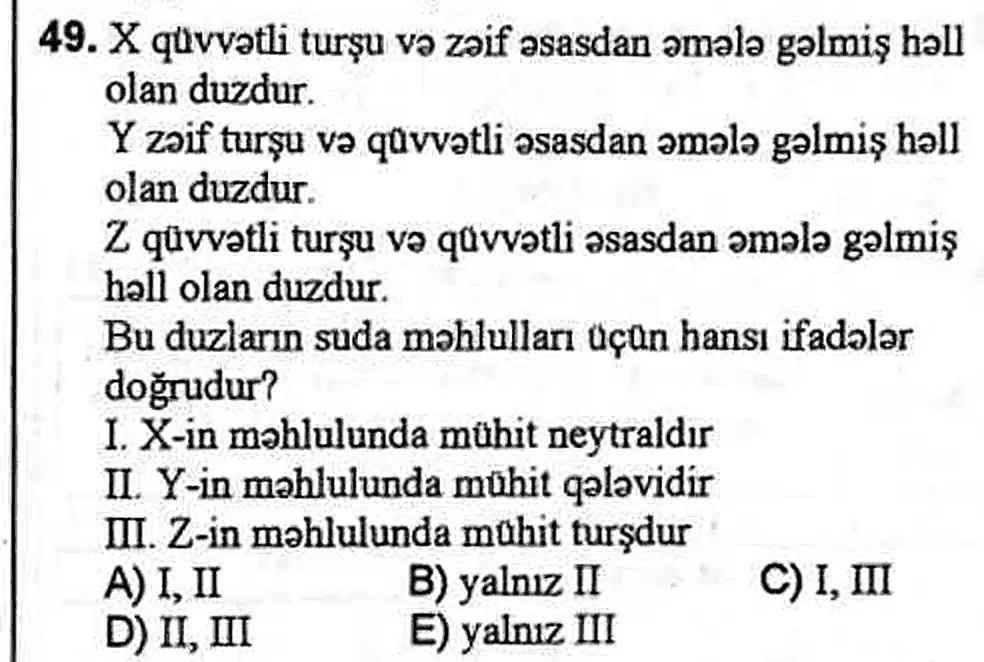 49. X qüvvətli turşu və zəif əsasdan əmələ gəlmiş həll
olan duzdur.
Y zəif turşu və qüvvətli əsasdan əmələ gəlmiş həll
olan duzdur.
Z qüvvətli turşu və qüvvətli əsasdan əmələ gəlmiş
həll olan duzdur.
Bu duzların suda məhlulları üçün hansı ifadələr
doğrudur?
I. X-in məhlulunda mühit neytraldır
II. Y-in məhlulunda mühit qələvidir
III. Z-in məhlulunda mühit turşdur
A) I, II B) yalnız II C) I, III
D) II, III E) yalnız III